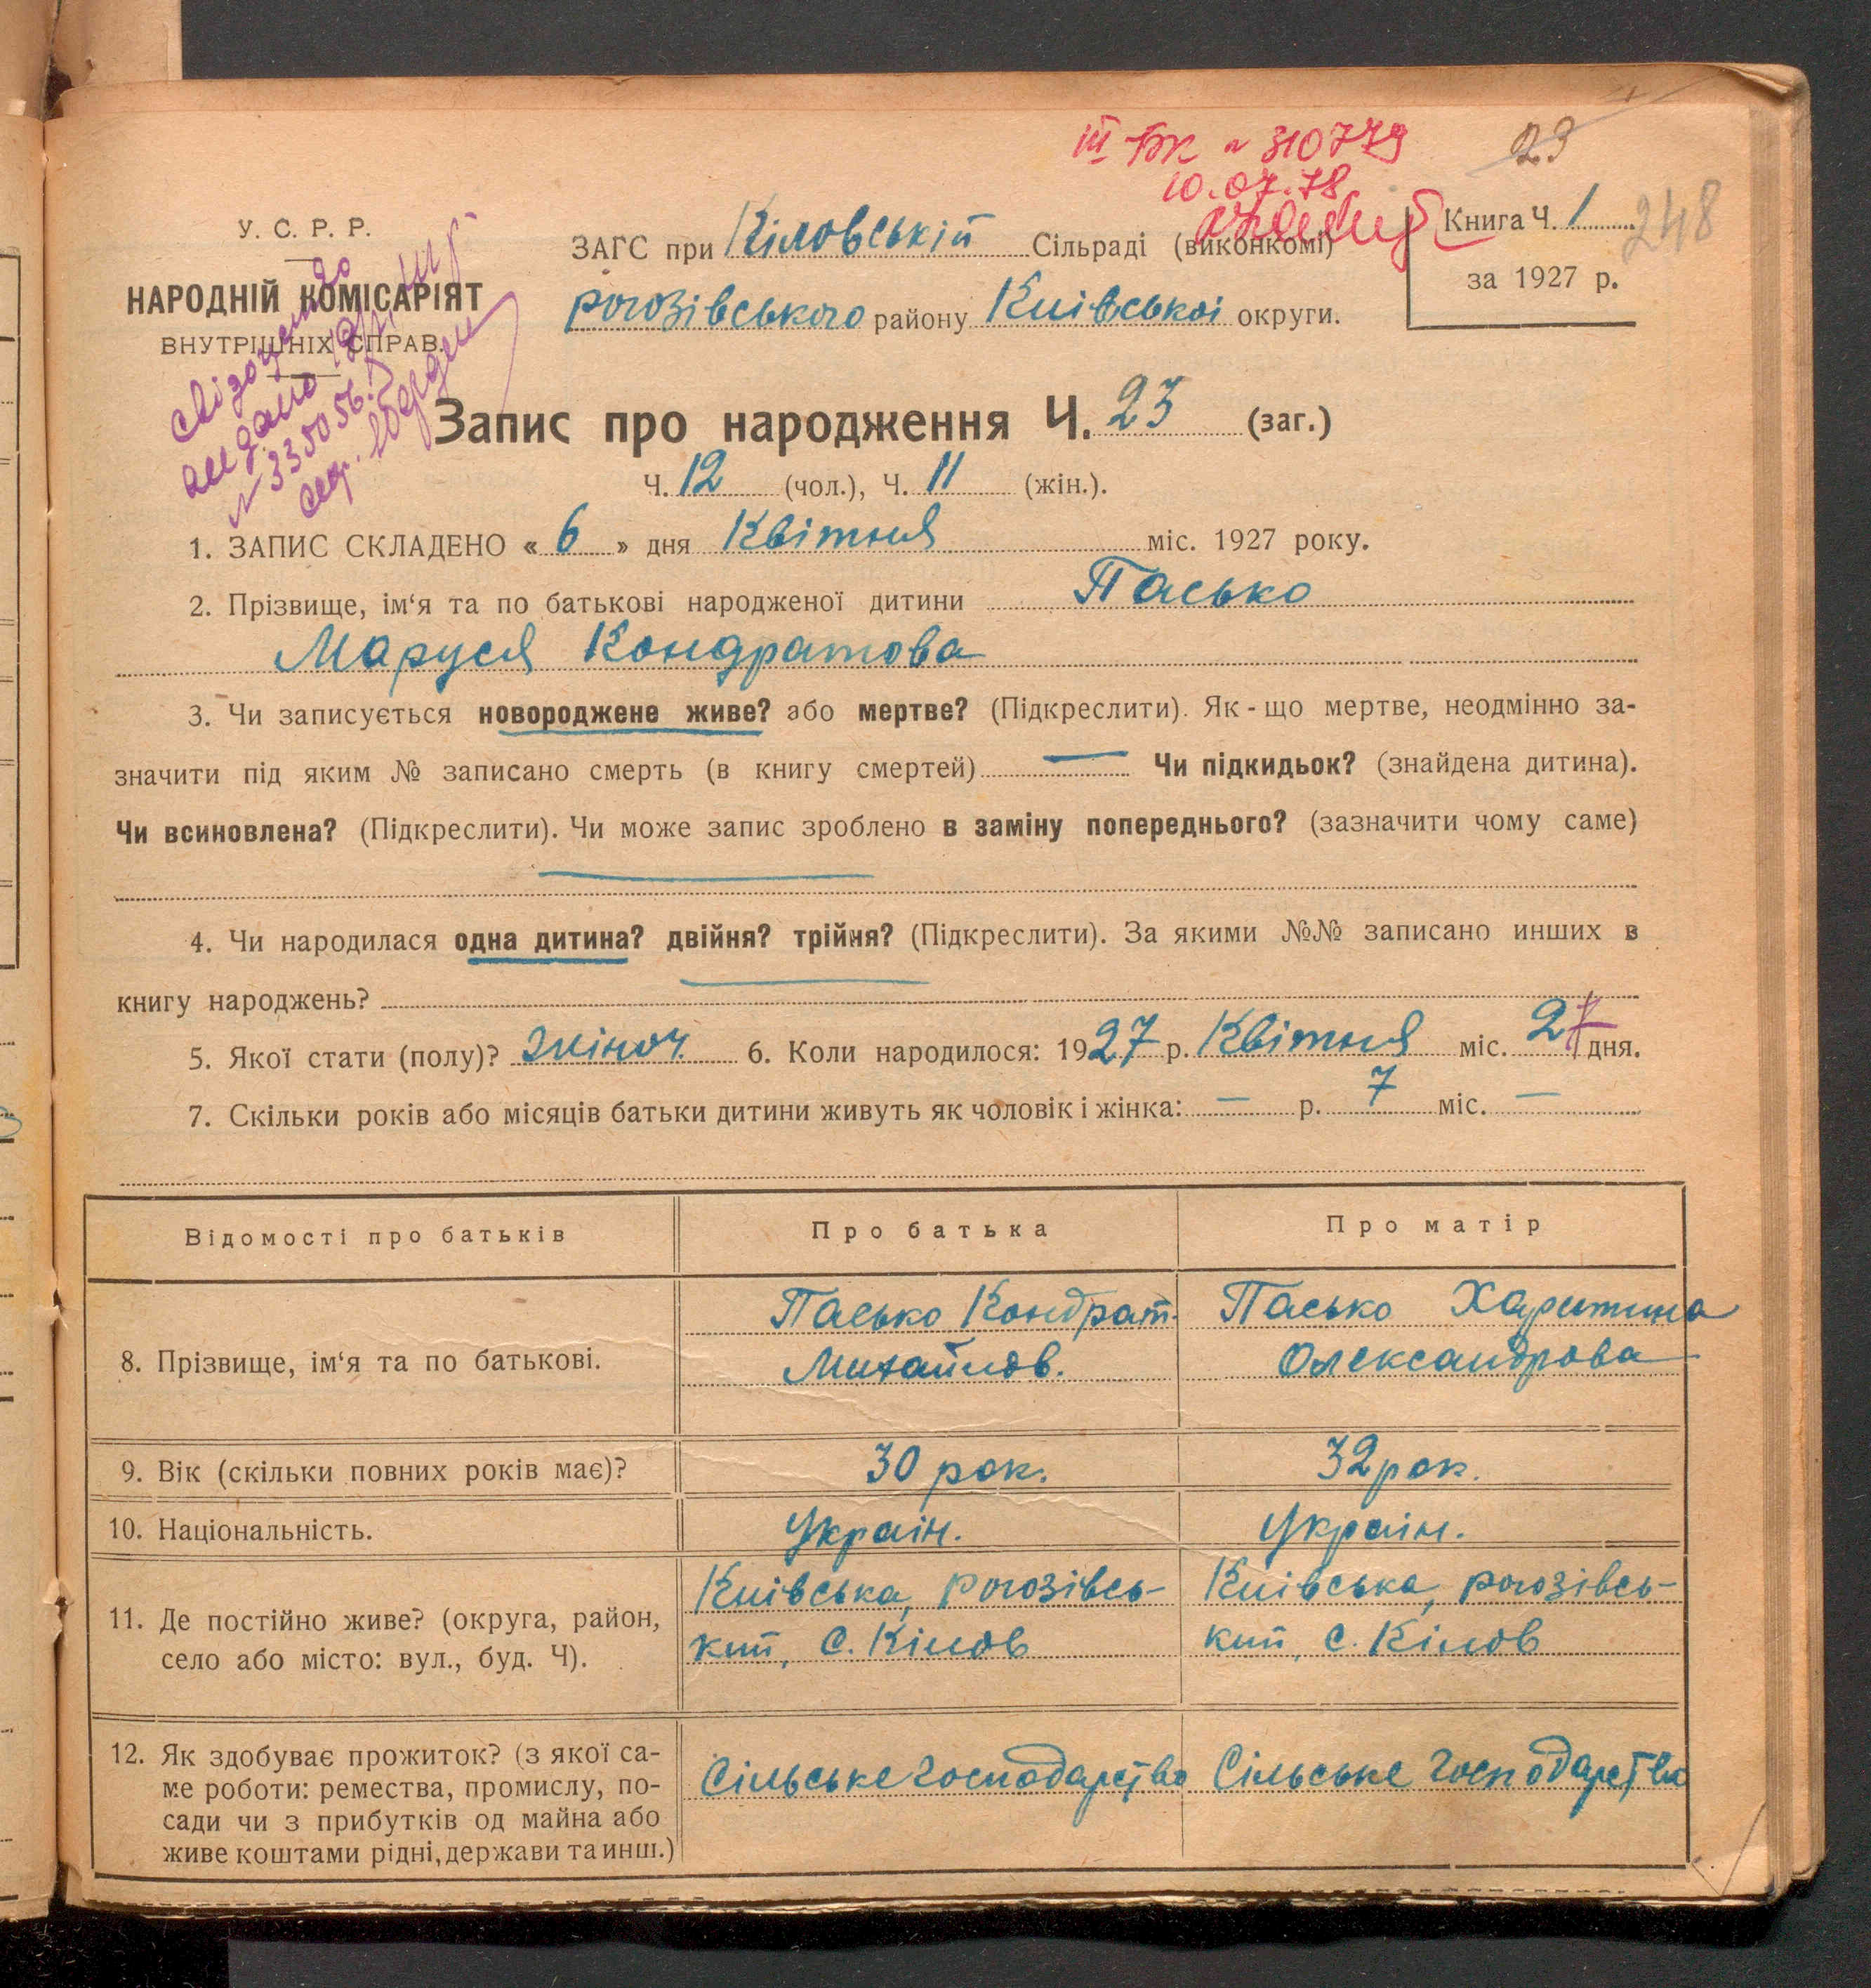 III БК № 310779
10.07.78
23
248
У. С. Р. Р.
НАРОДНІЙ КОМІСАРІЯТ
ВНУТРІШНІХ СПРАВ.
видано
ЗАГС при Кіловській Сільраді (виконкомі)
рогозівського району Київської округи.
Книга Ч. 1
за 1927 р.
Запис про народження Ч. 23 (заг.)
Ч. 12 (чол.), Ч. 11 (жін.).
1. ЗАПИС СКЛАДЕНО « 6 » дня Квітня міс. 1927 року.
2. Прізвище, ім‘я та по батькові народженої дитини Пасько
Маруся Кондратова
3. Чи записується новороджене живе? або мертве? (Підкреслити). Як-що мертве, неодмінно за-
значити під яким № записано смерть (в книгу смертей) — Чи підкидьок? (знайдена дитина).
Чи всиновлена? (Підкреслити). Чи може запис зроблено в заміну попереднього? (зазначити чому саме)
4. Чи народилася одна дитина? двійня? трійня? (Підкреслити). За якими №№ записано инших в
книгу народжень?
5. Якої стати (полу)? жіноч. 6. Коли народилося: 1927 р. Квітня міс. 2 дня.
7. Скільки років або місяців батьки дитини живуть як чоловік і жінка: — р. 7 міс. —
Відомості про батьків Про батька Про матір
8. Прізвище, ім‘я та по батькові. Пасько Кондрат. Михайлов. Пасько Харитина Олександрова
9. Вік (скільки повних років має)? 30 рок. 32 рок.
10. Національність. Україн. Україн.
11. Де постійно живе? (округа, район,
село або місто: вул., буд. Ч).
Київська, рогозівсь-
кий, с. Кілов
Київська, рогозівсь-
кий, с. Кілов
12. Як здобуває прожиток? (з якої са-
ме роботи: ремества, промислу, по-
сади чи з прибутків од майна або
живе коштами рідні, держави та инш.)
Сільське господарство
Сільське господарство